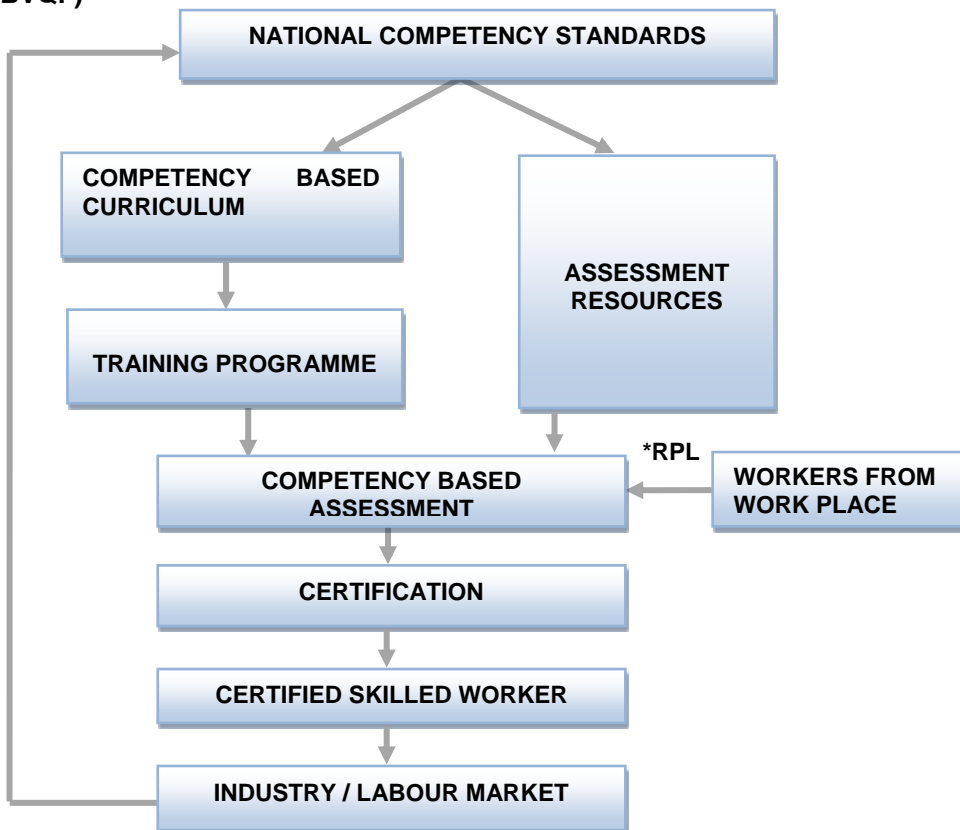 BVQF)
NATIONAL COMPETENCY STANDARDS
COMPETENCY BASED
CURRICULUM
ASSESSMENT
RESOURCES
TRAINING PROGRAMME
*RPL
COMPETENCY BASED
ASSESSMENT
WORKERS FROM
WORK PLACE
CERTIFICATION
CERTIFIED SKILLED WORKER
INDUSTRY / LABOUR MARKET